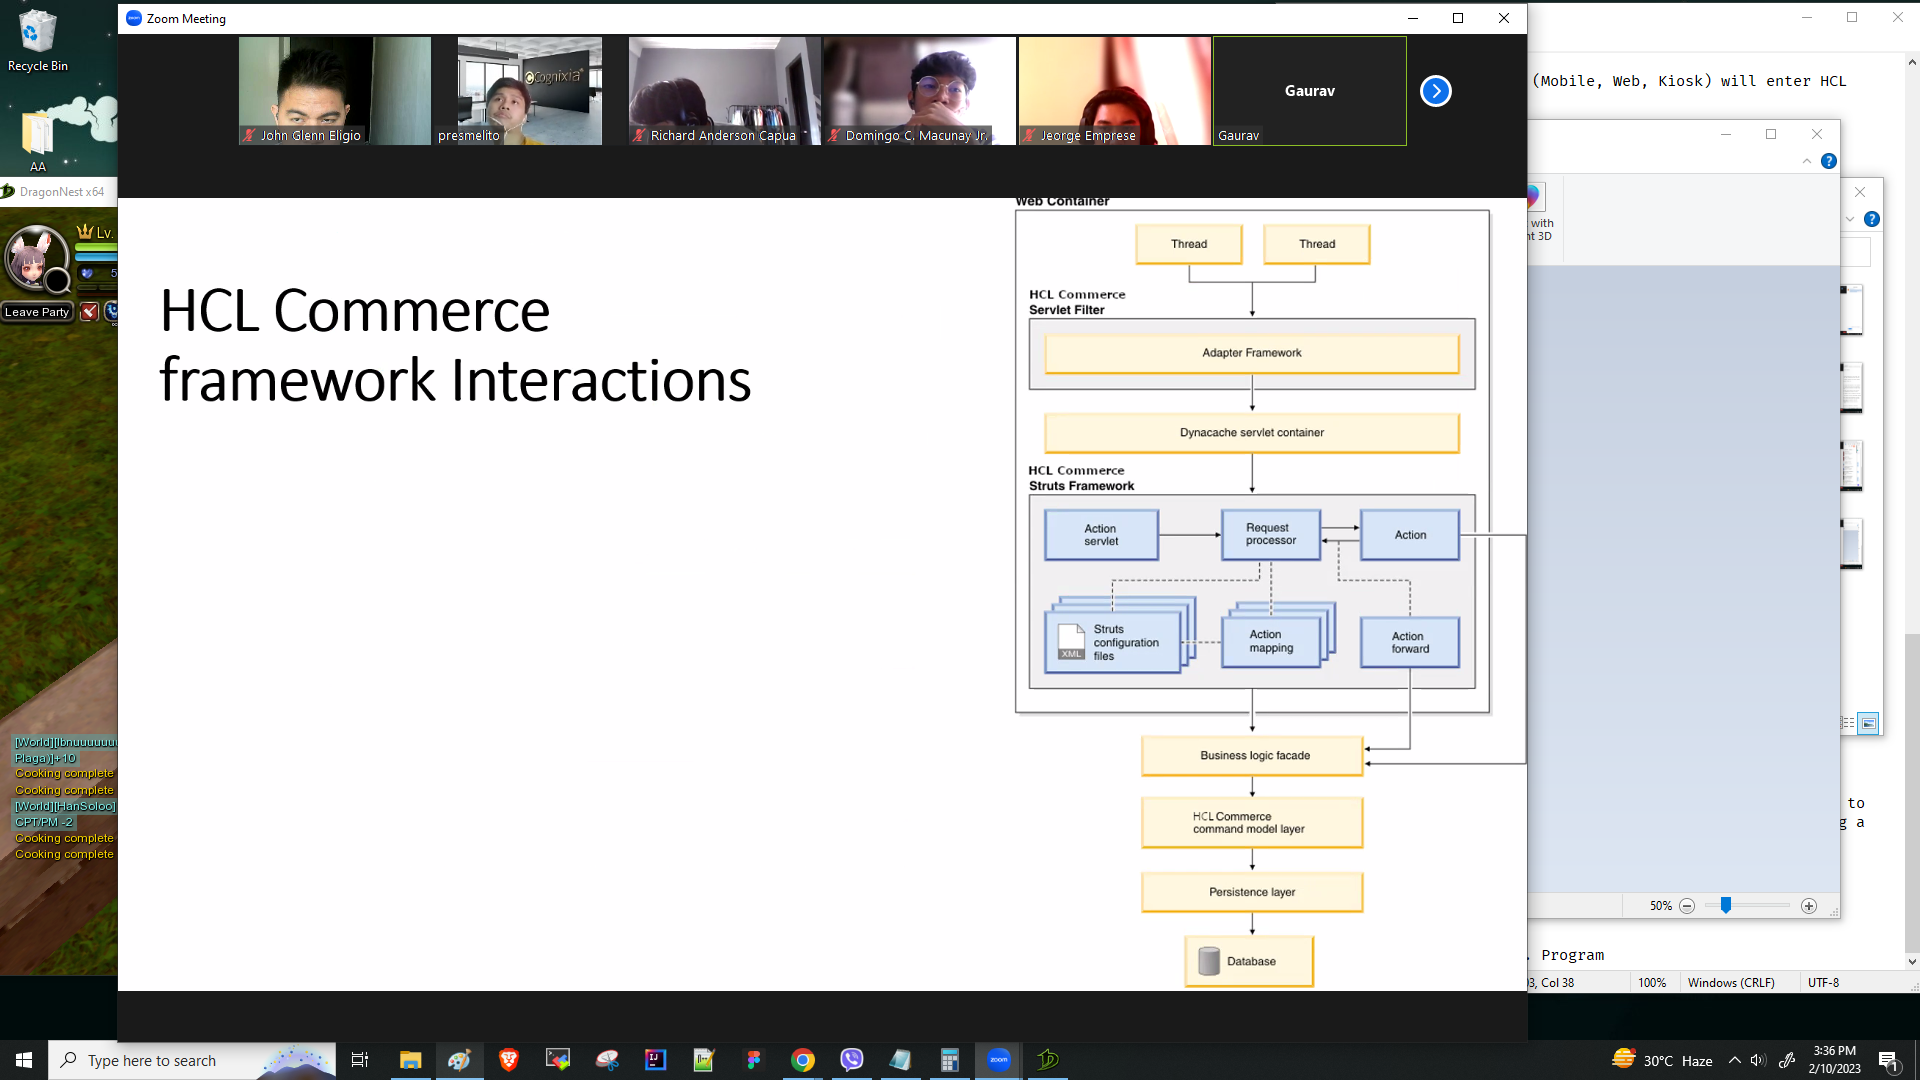 Recycle Bin
AA
DragonNest x64
Lv.
5
Leave Party
[World][Ibnuuuuuu
Plaga)]+10
Cooking complete
Cooking complete
[World][HanSoloo]
CPT/PM -2
Cooking complete
Cooking complete
Zoom Meeting
John Glenn Eligio
Cognixia
presmelito
Richard Anderson Capua
Domingo C. Macunay Jr.
Jeorge Emprese
Gaurav
Gaurav
HCL Commerce
framework Interactions
Web Container
Thread
Thread
HCL Commerce
Servlet Filter
Adapter Framework
Dynacache servlet container
HCL Commerce
Struts Framework
Action
servlet
Request
processor
Action
XML
Struts
configuration
files
Action
mapping
Action
forward
Business logic facade
HCL Commerce
command model layer
Persistence layer
Database
(Mobile, Web, Kiosk) will enter HCL
with
3D
to
g a
50%
. Program
Col 38
100%
Windows (CRLF)
UTF-8
Type here to search
zoom
30°C Haze
3:36 PM
2/10/2023
1